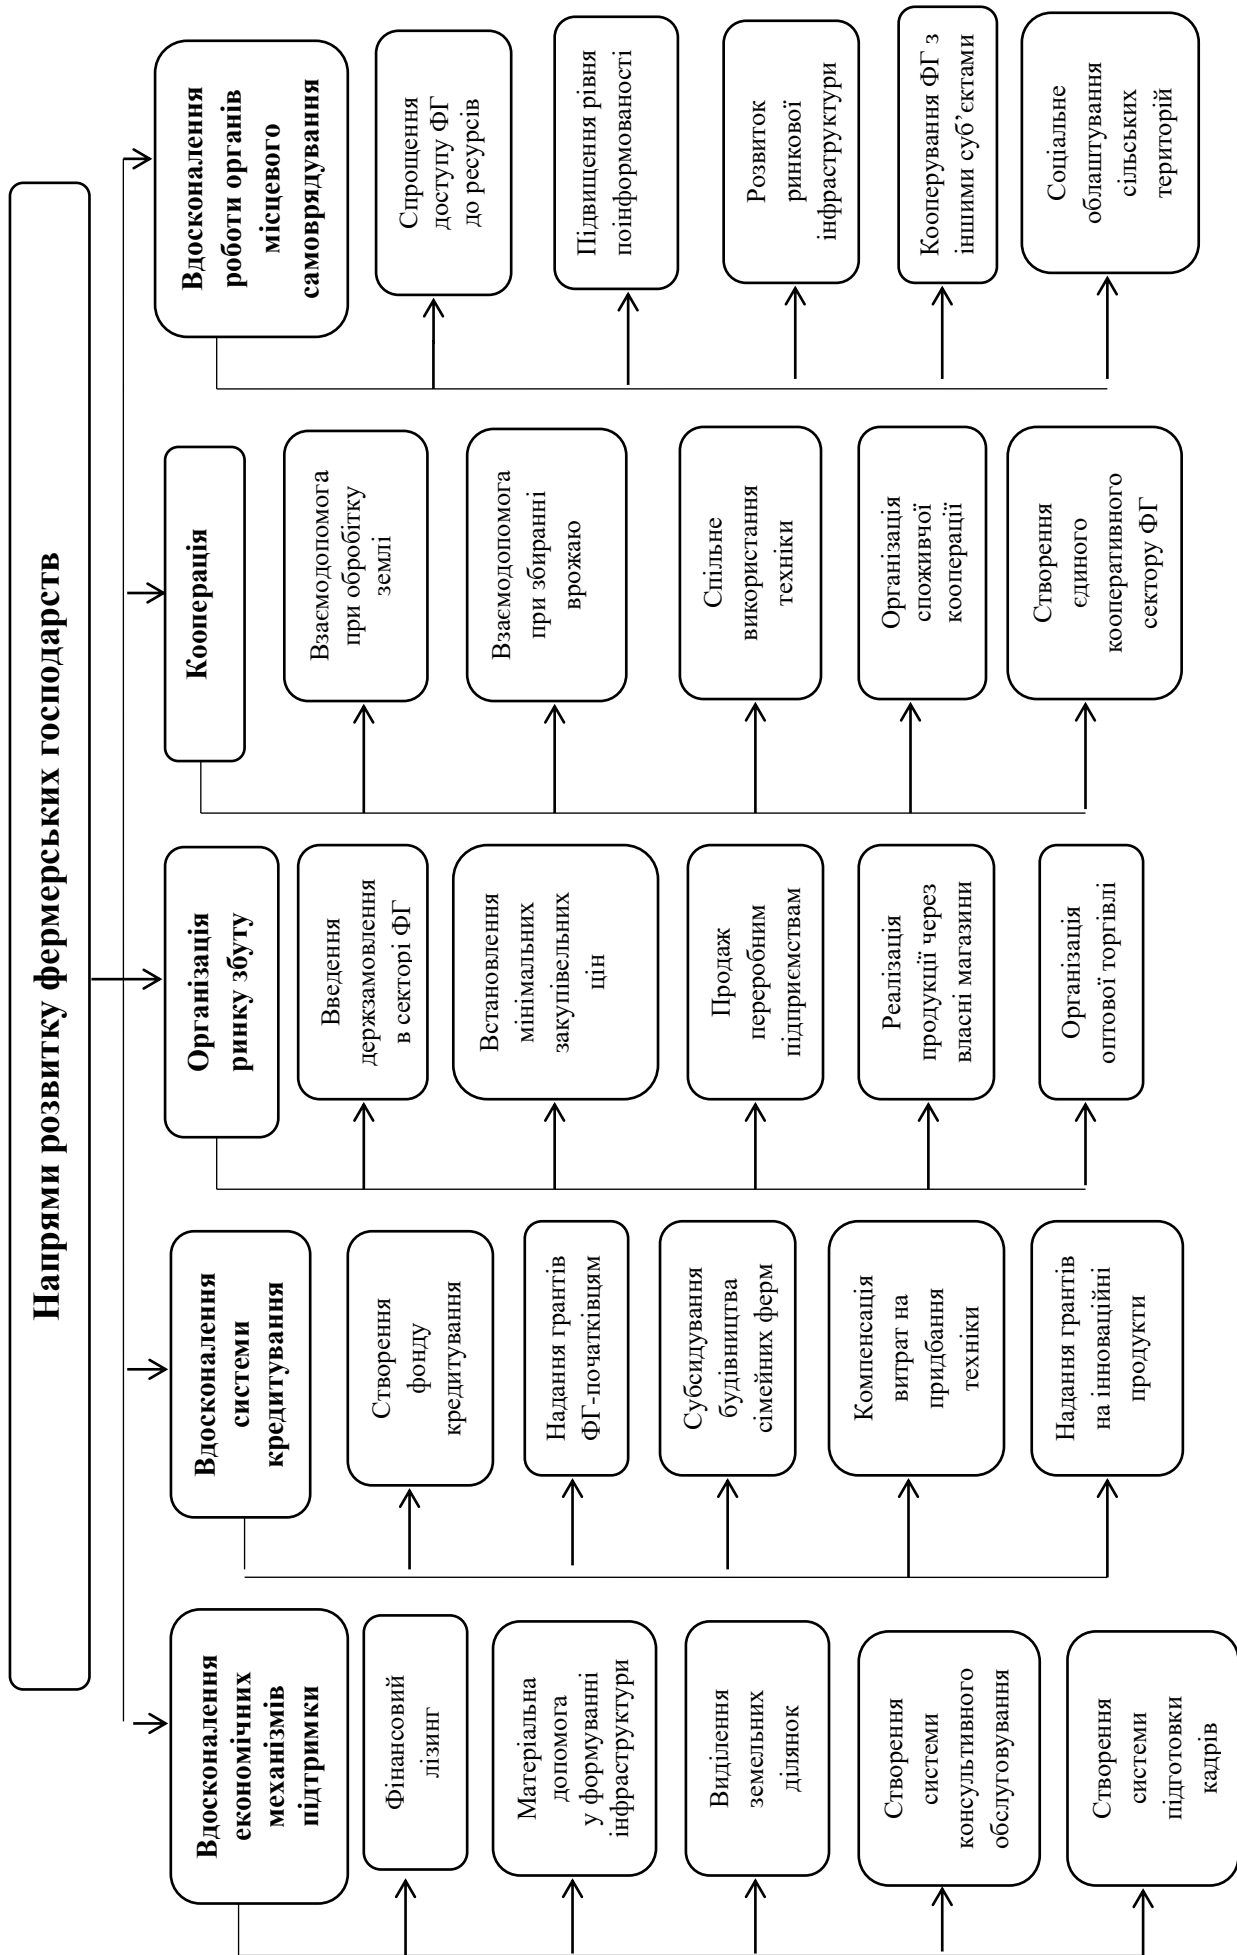 Напрями розвитку фермерських господарств
Вдосконалення
економічних
механізмів
підтримки
Фінансовий
лізинг
Матеріальна
допомога
у формуванні
інфраструктури
Виділення
земельних
ділянок
Створення
системи
консультивного
обслуговування
Створення
системи
підготовки
кадрів
Вдосконалення
системи
кредитування
Створення
фонду
кредитування
Надання грантів
ФГ-початківцям
Субсидування
будівництва
сімейних ферм
Компенсація
витрат на
придбання
техніки
Надання грантів
на інноваційні
продукти
Організація
ринку збуту
Введення
держзамовлення
в секторі ФГ
Встановлення
мінімальних
закупівельних
цін
Продаж
переробним
підприємствам
Реалізація
продукції через
власні магазини
Організація
оптової торгівлі
Кооперація
Взаємодопомога
при обробітку
землі
Взаємодопомога
при збиранні
врожаю
Спільне
використання
техніки
Організація
споживчої
кооперації
Створення
єдиного
кооперативного
сектору ФГ
Вдосконалення
роботи органів
місцевого
самоврядування
Спрощення
доступу ФГ
до ресурсів
Підвищення рівня
поінформованості
Розвиток
ринкової
інфраструктури
Кооперування ФГ з
іншими суб’єктами
Соціальне
облаштування
сільських
територій